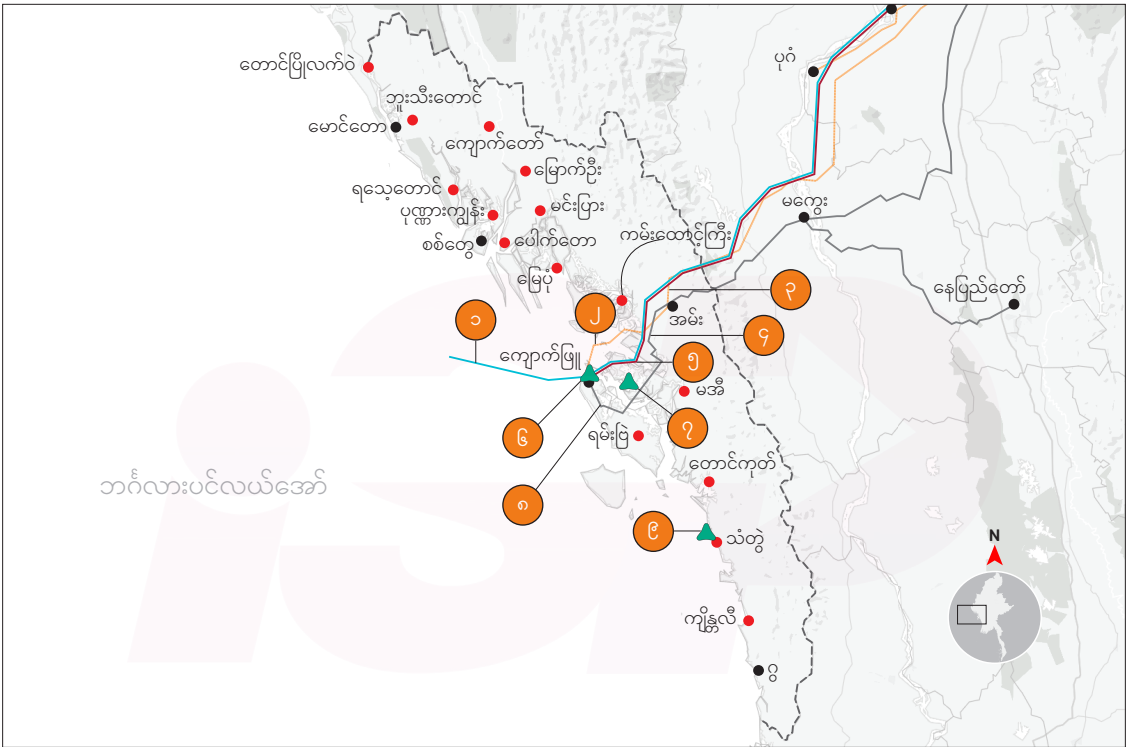 ပုဂံ
တောင်ပြိုလက်ဝဲ
ဘူးသီးတောင်
မောင်တော
ကျောက်တော်
မြောက်ဦး
ရသေ့တောင်
ပုဏ္ဏားကျွန်း
မင်းပြား
မကွေး
စစ်တွေ
ပေါက်တော
ကမ်းထောင့်ကြီး
မြေပုံ
နေပြည်တော်
၃
၁
၂
အမ်း
၄
ကျောက်ဖြူ
၅
မအီ
၆
ရမ်းဗြဲ
၇
တောင်ကုတ်
ဘင်္ဂလားပင်လယ်အော်
၈
၉
သံတွဲ
N
ကျိန္တလီ
ဂွ
isp